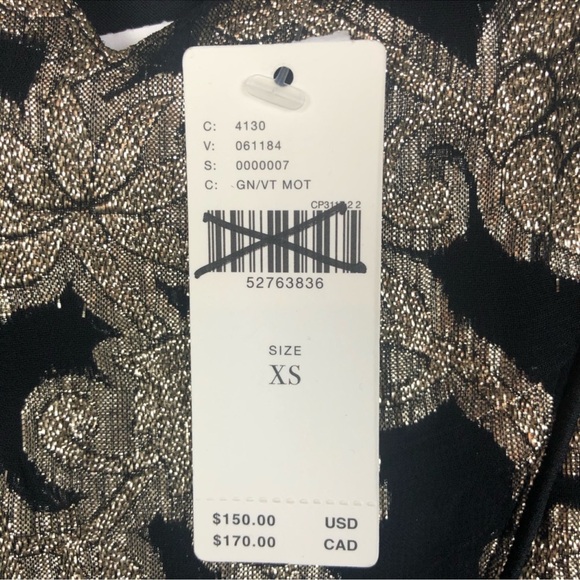 C: 4130
V: 061184
S: 0000007
C: GN/VT MOT
52763836
SIZE
XS
$150.00 USD
$170.00 CAD